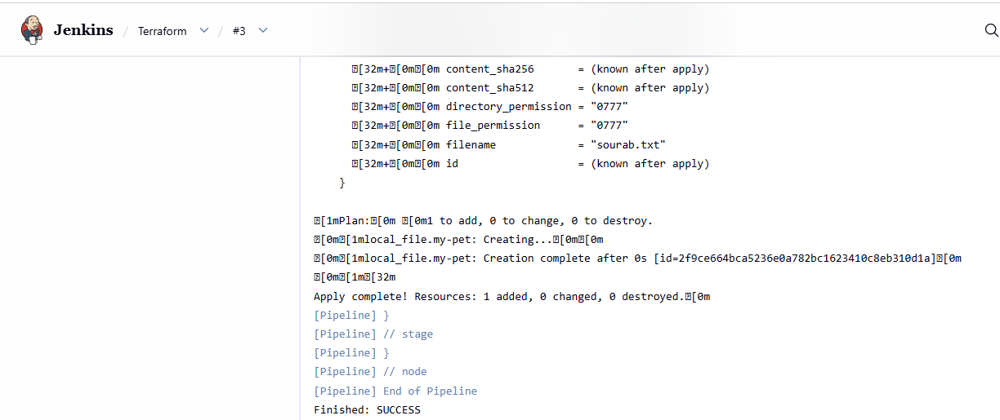 Jenkins / Terraform / #3
␛[32m+␛[0m␛[0m content_sha256       = (known after apply)
␛[32m+␛[0m␛[0m content_sha512       = (known after apply)
␛[32m+␛[0m␛[0m directory_permission = "0777"
␛[32m+␛[0m␛[0m file_permission      = "0777"
␛[32m+␛[0m␛[0m filename             = "sourab.txt"
␛[32m+␛[0m␛[0m id                   = (known after apply)
}
␛[1mPlan:␛[0m ␛[0m1 to add, 0 to change, 0 to destroy.
␛[0m␛[1mlocal_file.my-pet: Creating...␛[0m␛[0m
␛[0m␛[1mlocal_file.my-pet: Creation complete after 0s [id=2f9ce664bca5236e0a782bc1623410c8eb310d1a]␛[0m
␛[0m␛[1m␛[32m
Apply complete! Resources: 1 added, 0 changed, 0 destroyed.␛[0m
[Pipeline] }
[Pipeline] // stage
[Pipeline] }
[Pipeline] // node
[Pipeline] End of Pipeline
Finished: SUCCESS